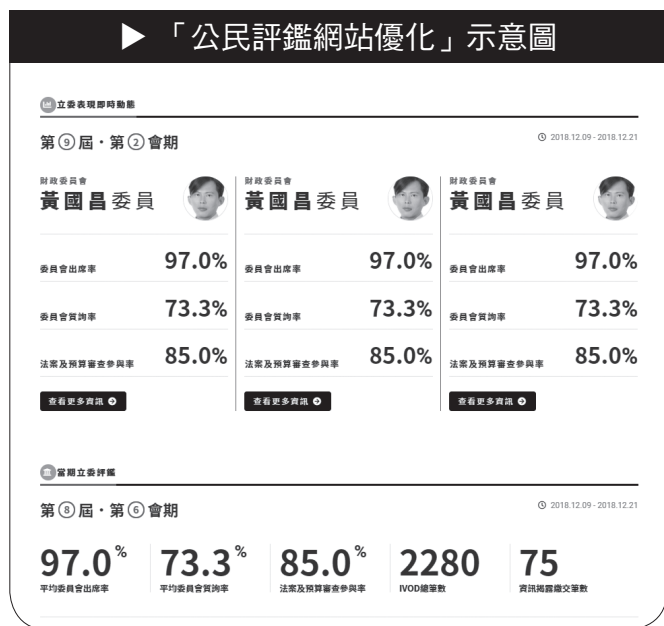 ▶ 「公民評鑑網站優化」示意圖
立委表現即時動態
第⑨屆・第②會期
2018.12.09-2018.12.21
財政委員會 財政委員會 財政委員會
黃國昌委員 黃國昌委員 黃國昌委員
委員會出席率 97.0% 委員會出席率 97.0% 委員會出席率 97.0%
委員會質詢率 73.3% 委員會質詢率 73.3% 委員會質詢率 73.3%
法案及預算審查參與率 85.0% 法案及預算審查參與率 85.0% 法案及預算審查參與率 85.0%
查看更多資訊 查看更多資訊 查看更多資訊
當期立委評鑑
第⑧屆・第⑥會期
2018.12.09-2018.12.21
97.0% 73.3% 85.0% 2280 75
平均委員會出席率 平均委員會質詢率 法案及預算審查參與率 IVOD總筆數 資訊揭露繳交筆數